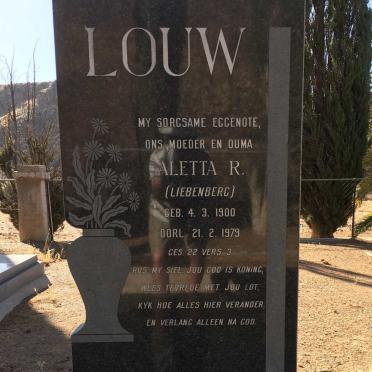 LOUW
MY SORGSAME EGGENOTE,
ONS MOEDER EN OUMA
ALETTA R.
(LIEBENBERG)
GEB. 4. 3. 1900
OORL. 21. 2. 1979
GES. 22 VERS 3
RUS MY SIEL, JOU GOD IS KONING,
WEES TEVREDE MET JOU LOT,
KYK HOE ALLES HIER VERANDER,
EN VERLANG ALLEEN NA GOD.